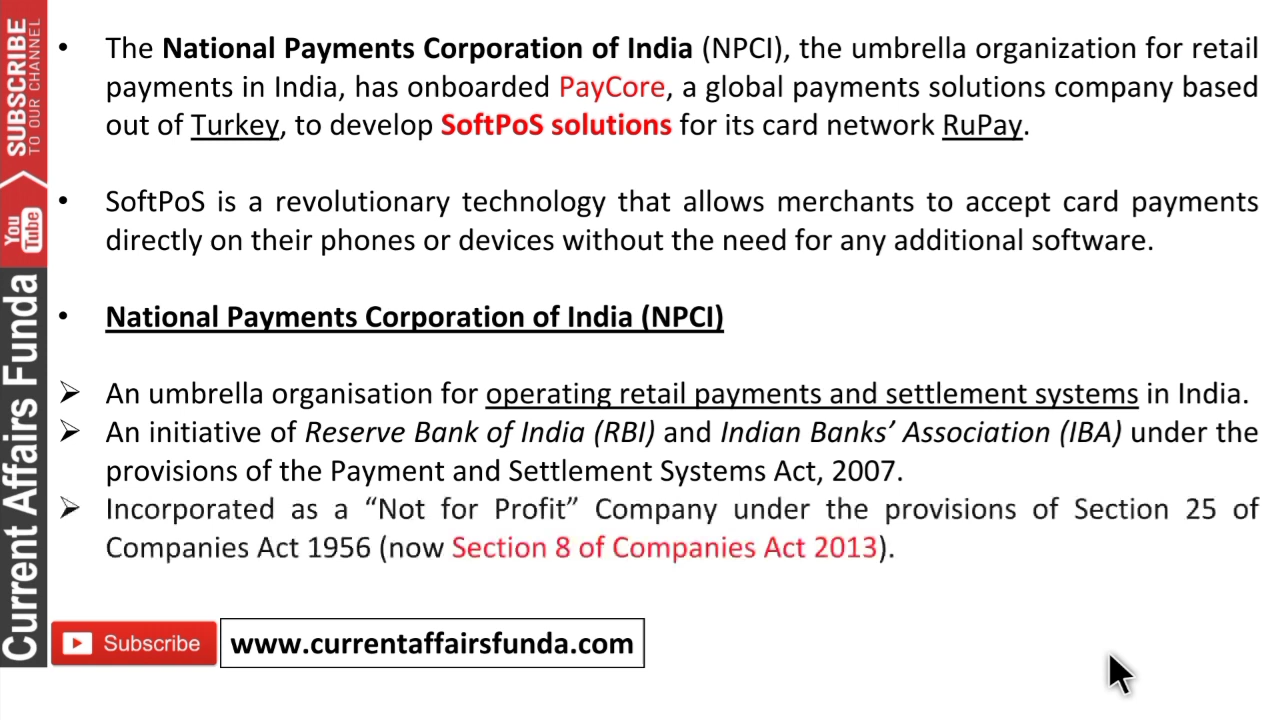 • The National Payments Corporation of India (NPCI), the umbrella organization for retail
payments in India, has onboarded PayCore, a global payments solutions company based
out of Turkey, to develop SoftPoS solutions for its card network RuPay.
• SoftPoS is a revolutionary technology that allows merchants to accept card payments
directly on their phones or devices without the need for any additional software.
• National Payments Corporation of India (NPCI)
➢ An umbrella organisation for operating retail payments and settlement systems in India.
➢ An initiative of Reserve Bank of India (RBI) and Indian Banks’ Association (IBA) under the
provisions of the Payment and Settlement Systems Act, 2007.
➢ Incorporated as a “Not for Profit” Company under the provisions of Section 25 of
Companies Act 1956 (now Section 8 of Companies Act 2013).
Subscribe
www.currentaffairsfunda.com
SUBSCRIBE
TO OUR CHANNEL
You
Tube
Current Affairs Funda